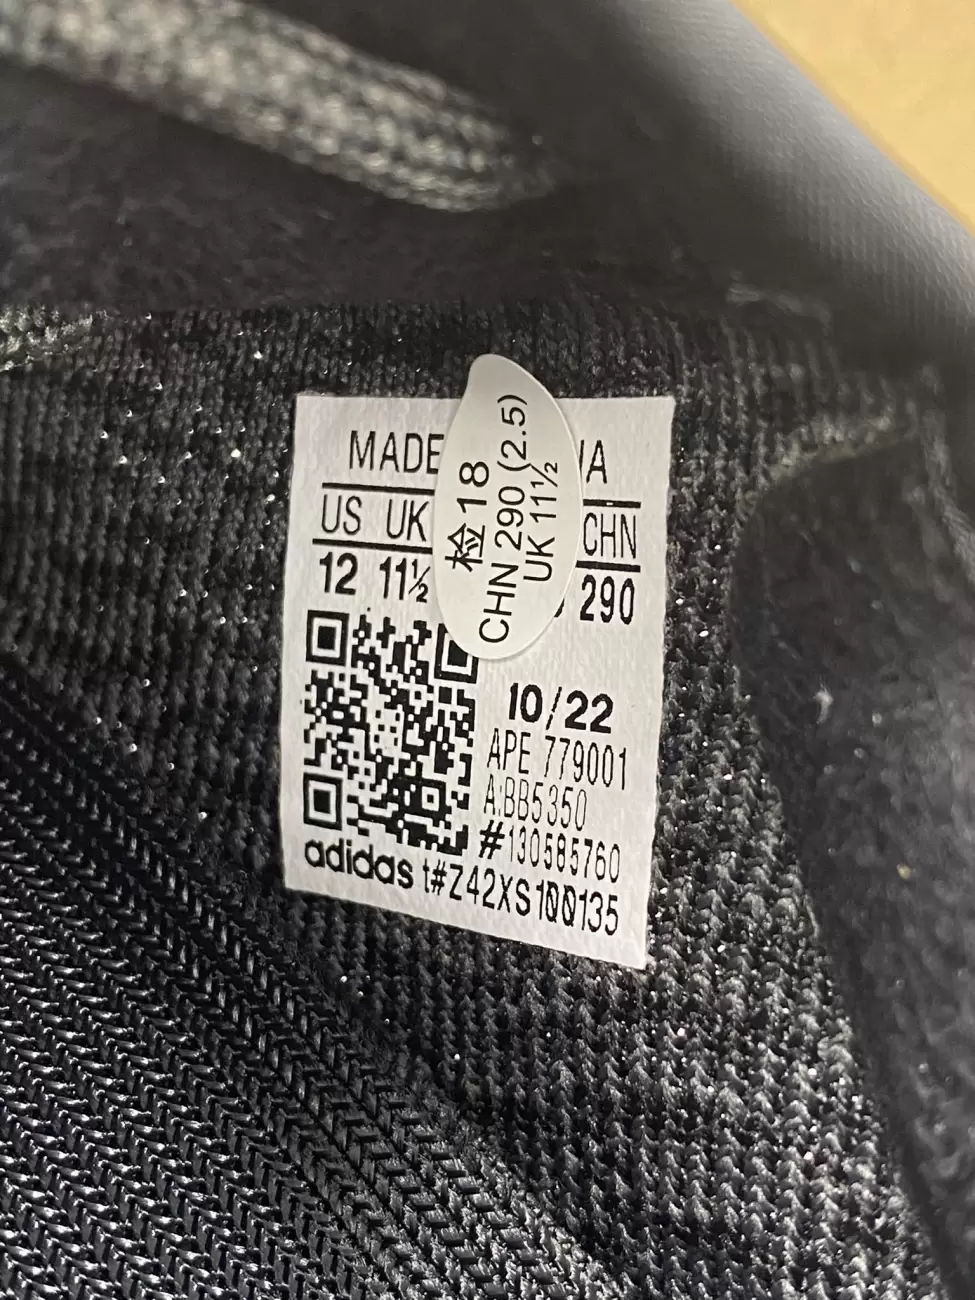 MADE
US UK CHN
12 11½ 290
检18
CHN 290 (2.5)
UK 11½
10/22
APE 779001
A:BB5350
#130585760
adidas t#Z42XS100135